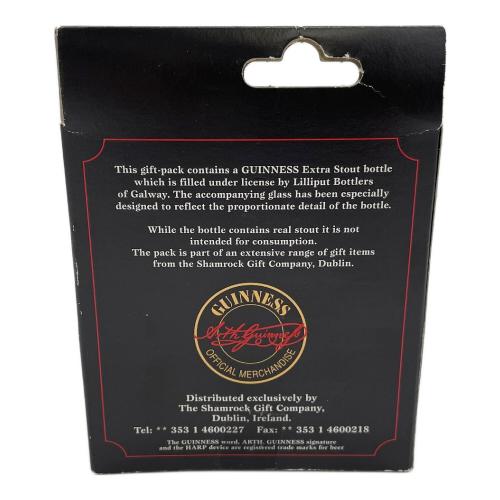 This gift-pack contains a GUINNESS Extra Stout bottle
which is filled under license by Lilliput Bottlers
of Galway. The accompanying glass has been especially
designed to reflect the proportionate detail of the bottle.
While the bottle contains real stout it is not
intended for consumption.
The pack is part of an extensive range of gift items
from the Shamrock Gift Company, Dublin.
GUINNESS
Arth Guinness
OFFICIAL MERCHANDISE
Distributed exclusively by
The Shamrock Gift Company,
Dublin, Ireland.
Tel: ** 353 1 4600227 Fax: ** 353 1 4600218
The GUINNESS word, ARTH. GUINNESS signature
and the HARP device are registered trade marks for beer